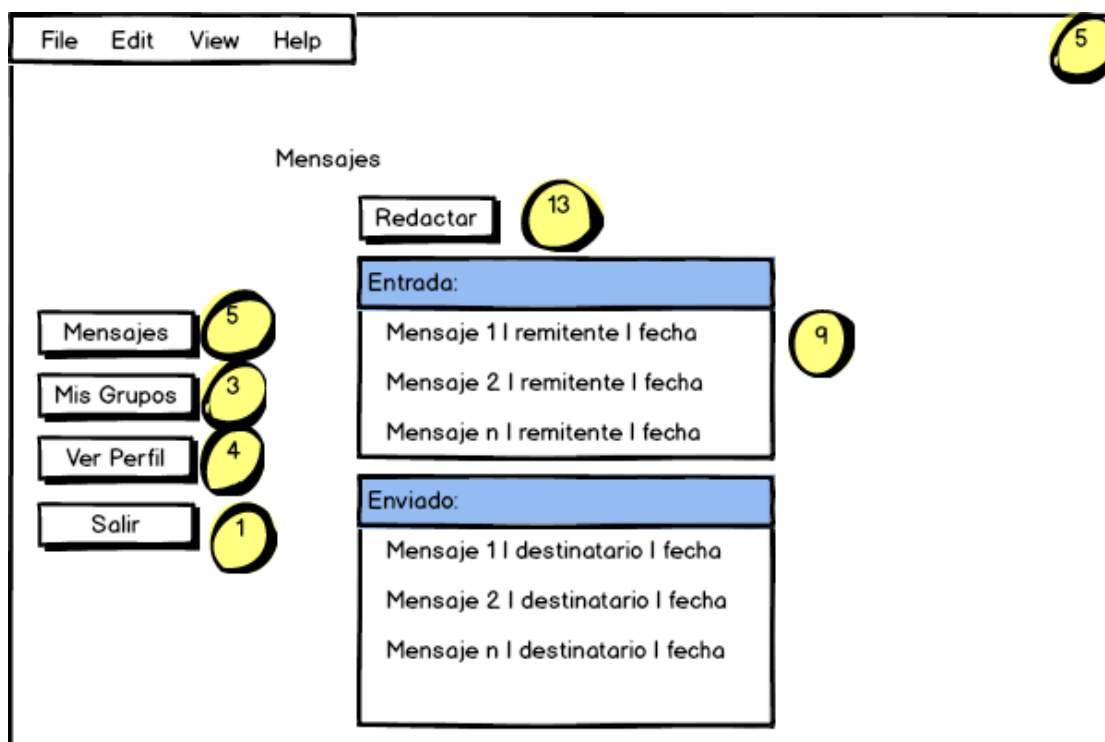 File Edit View Help
5
Mensajes
Redactar
13
Entrada:
Mensaje 1 | remitente | fecha
9
Mensaje 2 | remitente | fecha
Mensaje n | remitente | fecha
Mensajes
5
Mis Grupos
3
Ver Perfil
4
Salir
1
Enviado:
Mensaje 1 | destinatario | fecha
Mensaje 2 | destinatario | fecha
Mensaje n | destinatario | fecha